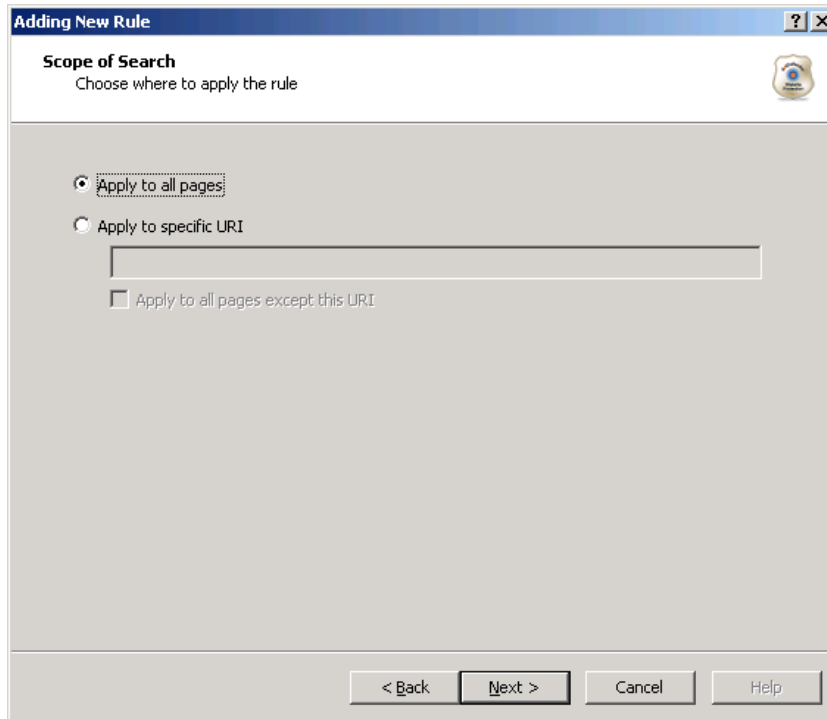 Adding New Rule
Scope of Search
Choose where to apply the rule
Apply to all pages
Apply to specific URI
Apply to all pages except this URI
< Back Next > Cancel Help